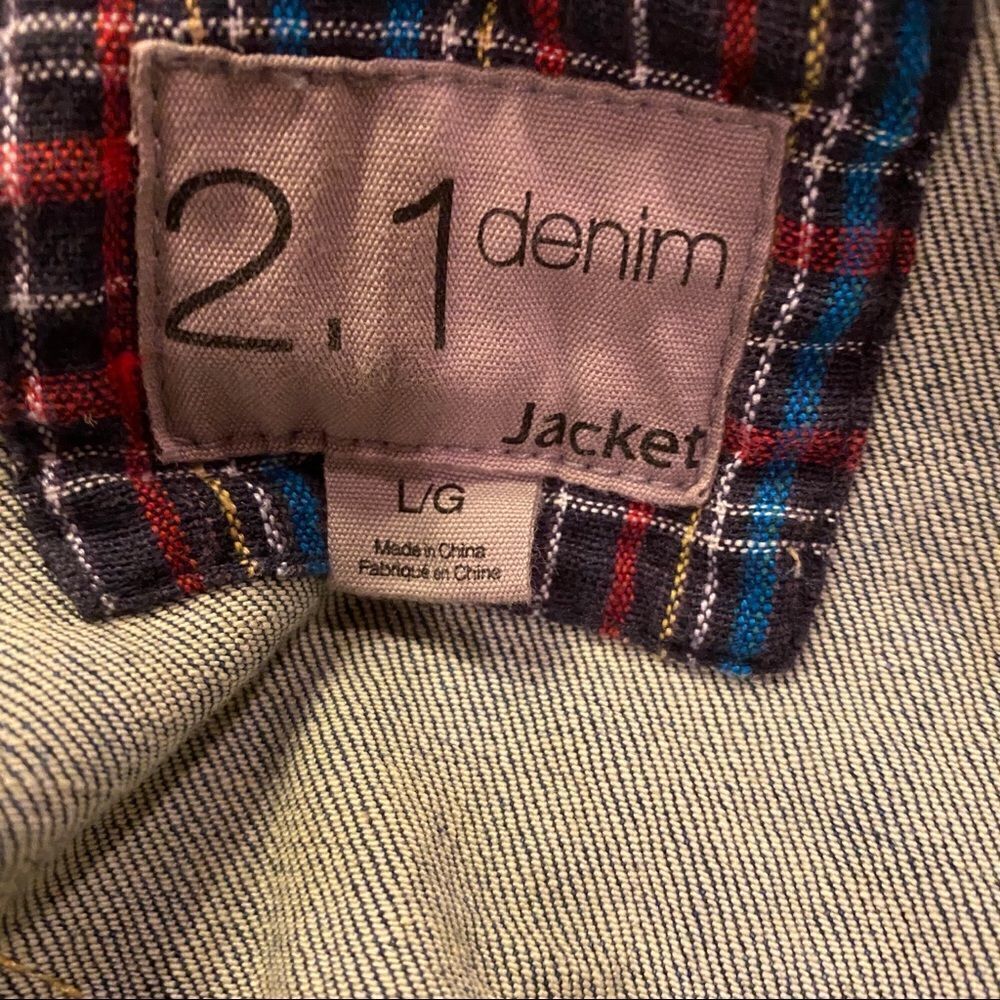 2.1 denim
Jacket
L/G
Made in China
Fabriqué en Chine